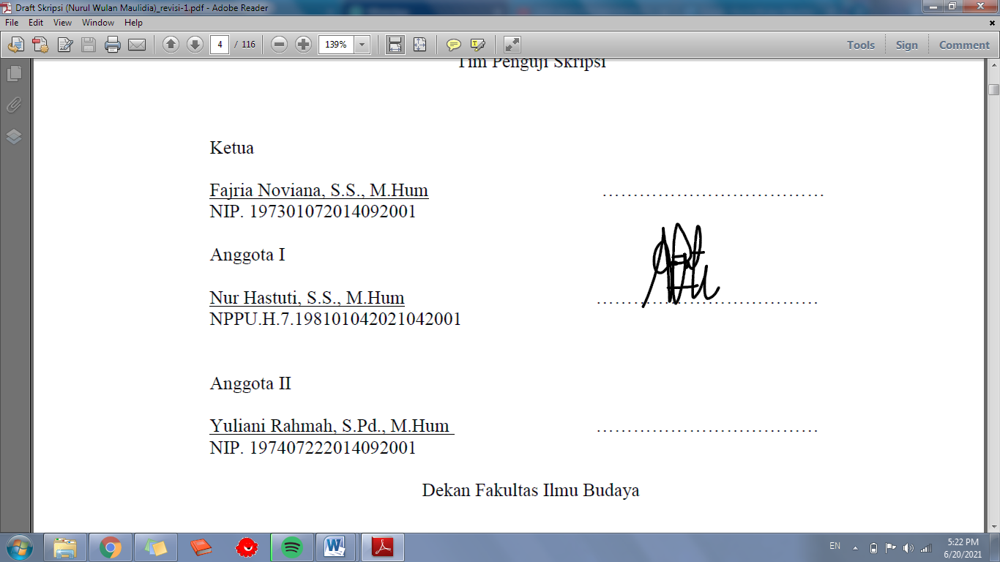 Draft Skripsi (Nurul Wulan Maulidia)_revisi-1.pdf - Adobe Reader
File Edit View Window Help
4 / 116 139% Tools Sign Comment
Tim Penguji Skripsi
Ketua
Fajria Noviana, S.S., M.Hum ………………………………
NIP. 197301072014092001
Anggota I
Nur Hastuti, S.S., M.Hum ………………………………
NPPU.H.7.198101042021042001
Anggota II
Yuliani Rahmah, S.Pd., M.Hum ………………………………
NIP. 197407222014092001
Dekan Fakultas Ilmu Budaya
EN 5:22 PM
6/20/2021